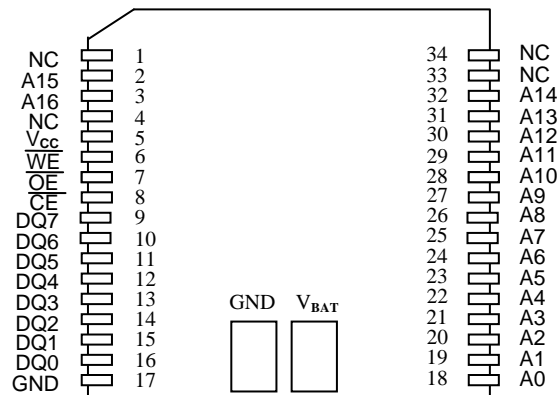 NC 1 34 NC
A15 2 33 NC
A16 3 32 A14
NC 4 31 A13
Vcc 5 30 A12
WE 6 29 A11
OE 7 28 A10
CE 8 27 A9
DQ7 9 26 A8
DQ6 10 25 A7
DQ5 11 24 A6
DQ4 12 23 A5
DQ3 13 22 A4
DQ2 14 21 A3
DQ1 15 20 A2
DQ0 16 19 A1
GND 17 18 A0
GND VBAT